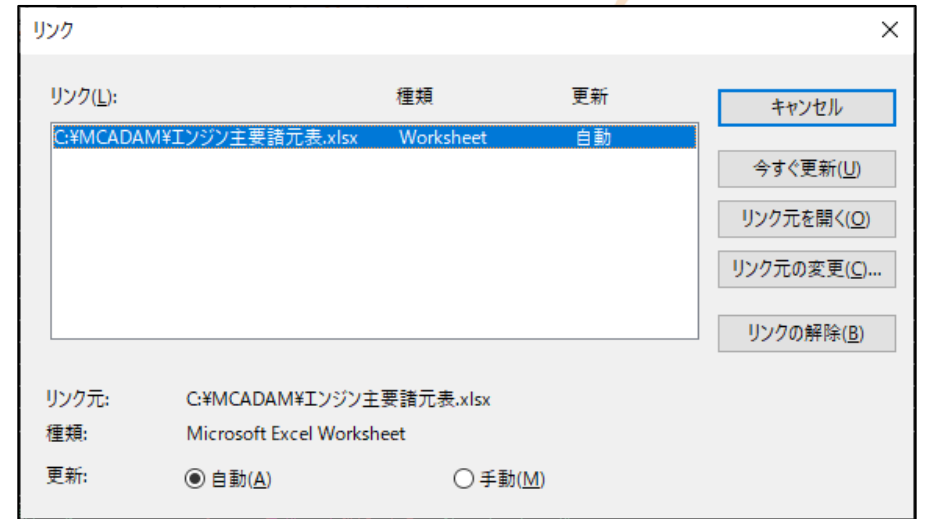 リンク
リンク(L): 種類 更新
C:¥MCADAM¥エンジン主要諸元表.xlsx Worksheet 自動
キャンセル
今すぐ更新(U)
リンク元を開く(O)
リンク元の変更(C)...
リンクの解除(B)
リンク元: C:¥MCADAM¥エンジン主要諸元表.xlsx
種類: Microsoft Excel Worksheet
更新: 自動(A) 手動(M)